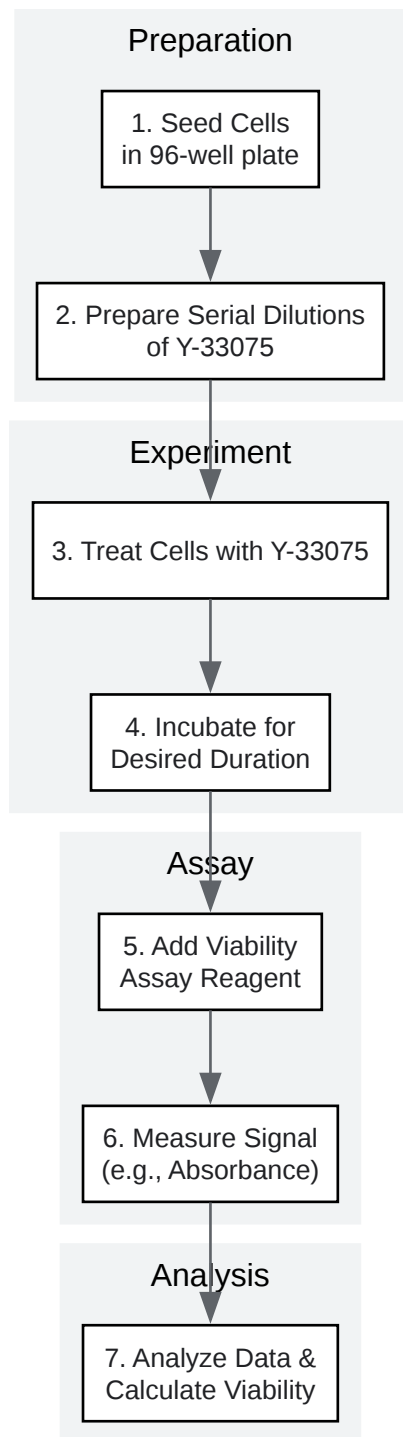 Preparation
1. Seed Cells
in 96-well plate
2. Prepare Serial Dilutions
of Y-33075
Experiment
3. Treat Cells with Y-33075
4. Incubate for
Desired Duration
Assay
5. Add Viability
Assay Reagent
6. Measure Signal
(e.g., Absorbance)
Analysis
7. Analyze Data &
Calculate Viability